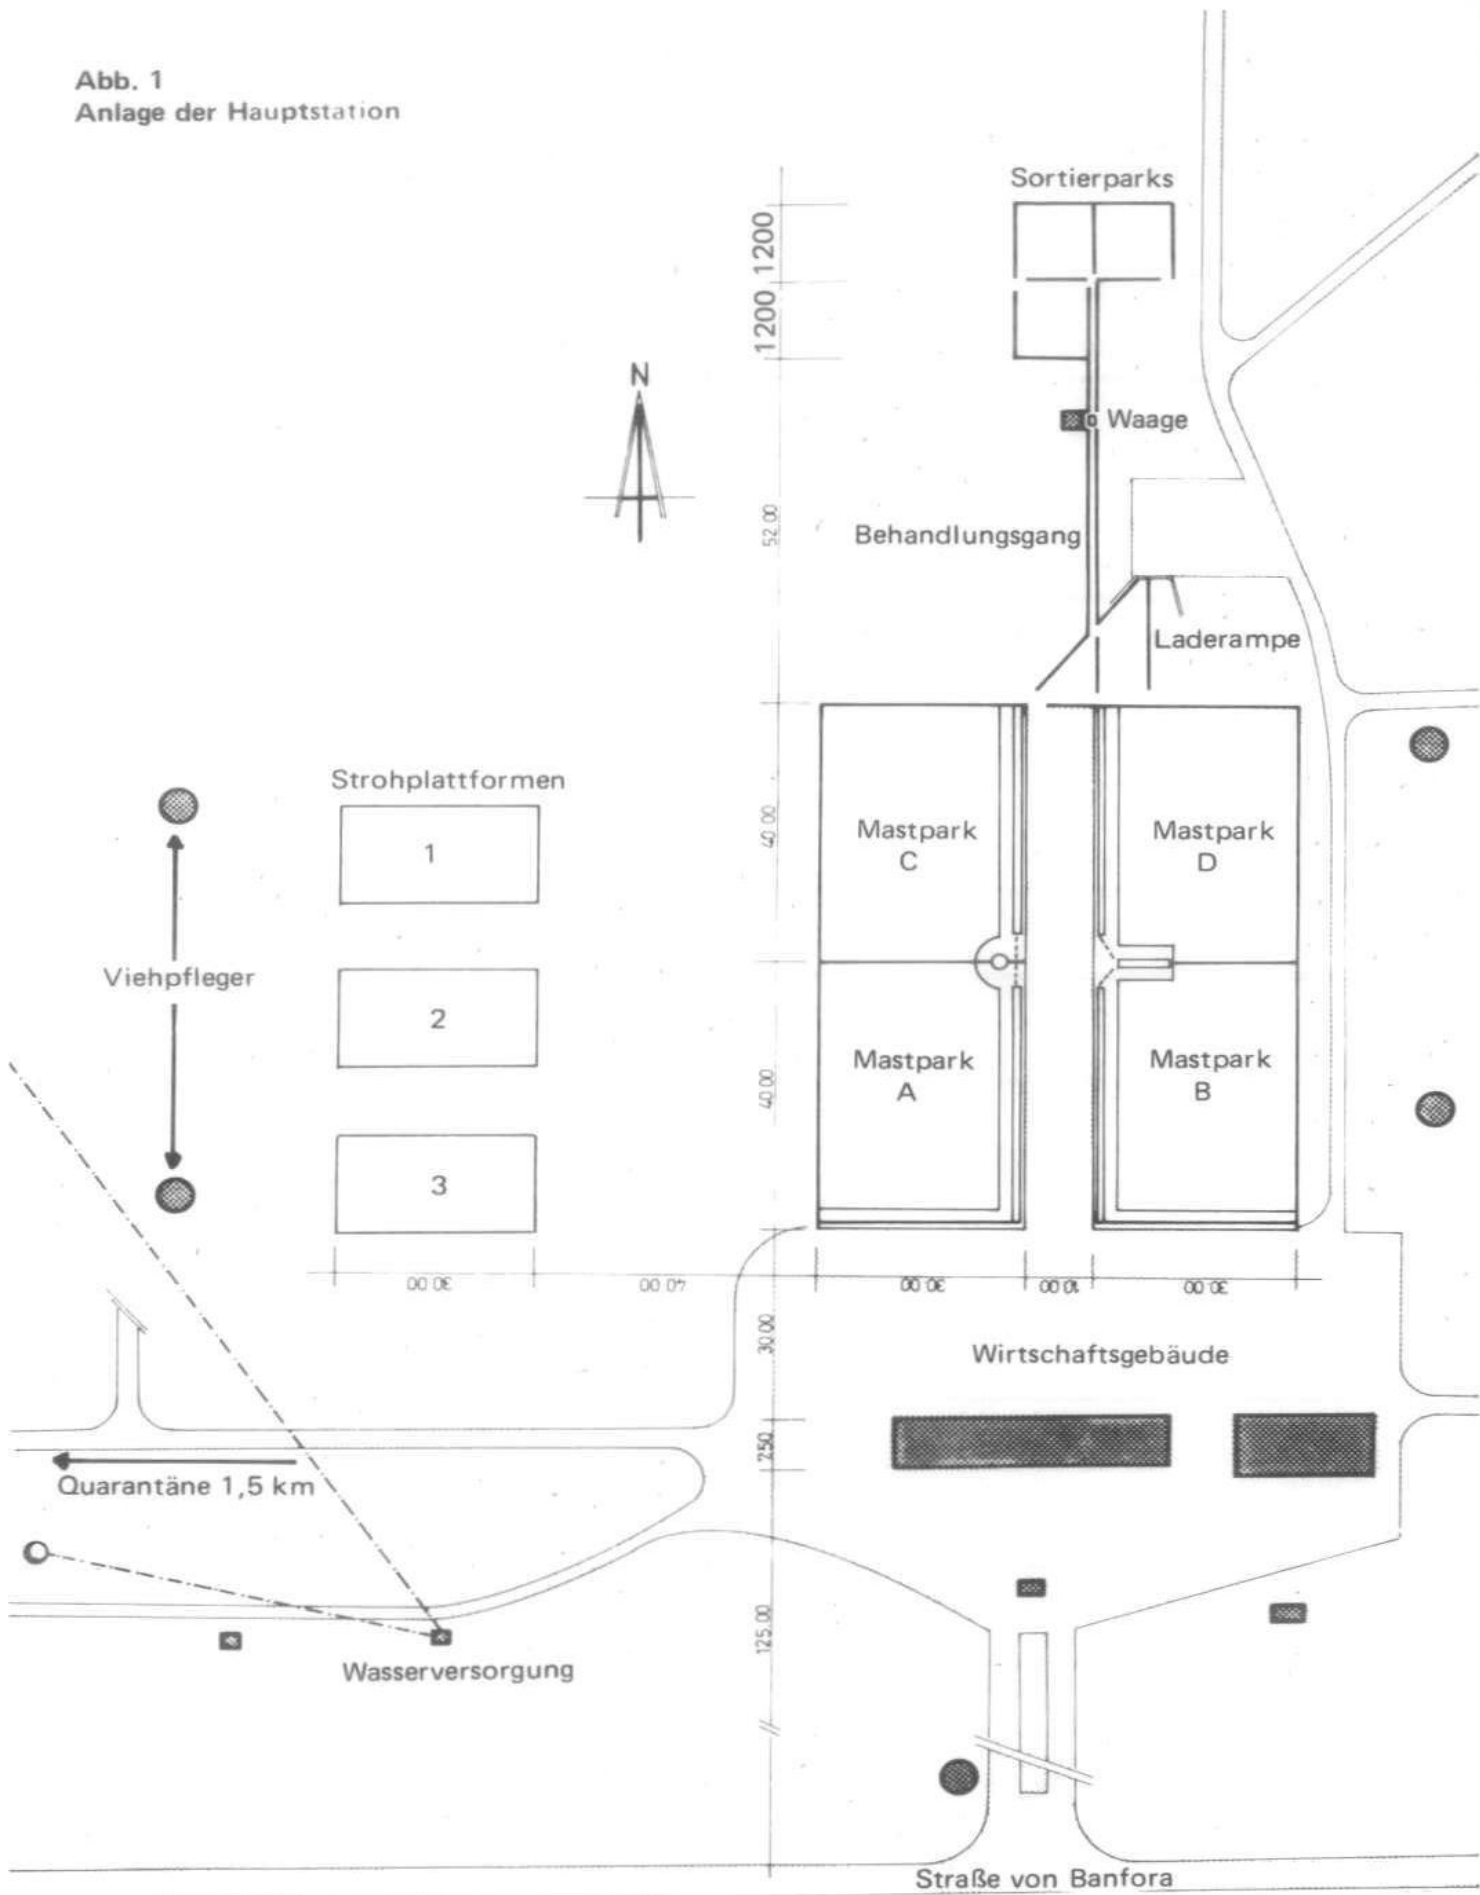 Abb. 1
Anlage der Hauptstation
Sortierparks
1200
1200
N
Waage
52.00
Behandlungsgang
Laderampe
Strohplattformen
1
40.00
Mastpark
C
Mastpark
D
Viehpfleger
2
40.00
Mastpark
A
Mastpark
B
3
30.00
40.00
30.00
10.00
30.00
30.00
Wirtschaftsgebäude
7.50
Quarantäne 1,5 km
125.00
Wasserversorgung
Straße von Banfora